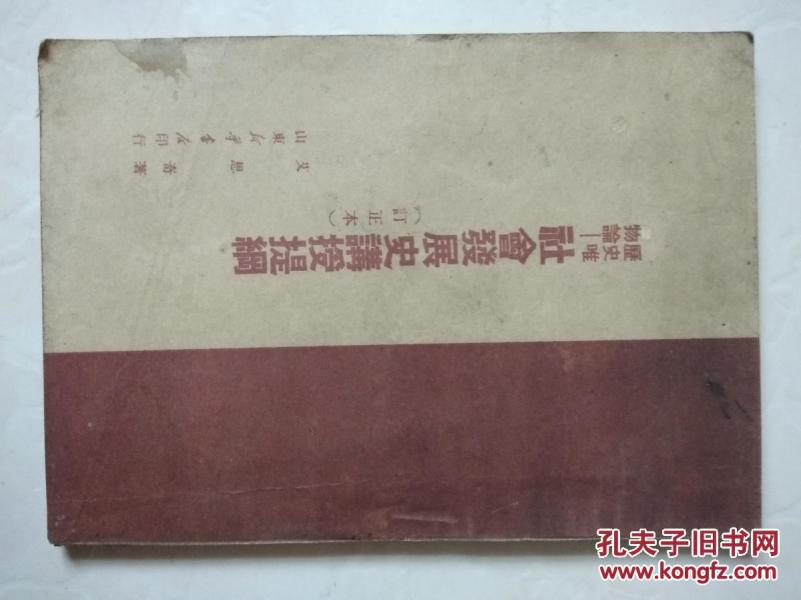 歷史唯
物論—
社會發展史講授提綱
（訂正本）
艾思奇著
山東新華書店印行
孔夫子旧书网
www.kongfz.com